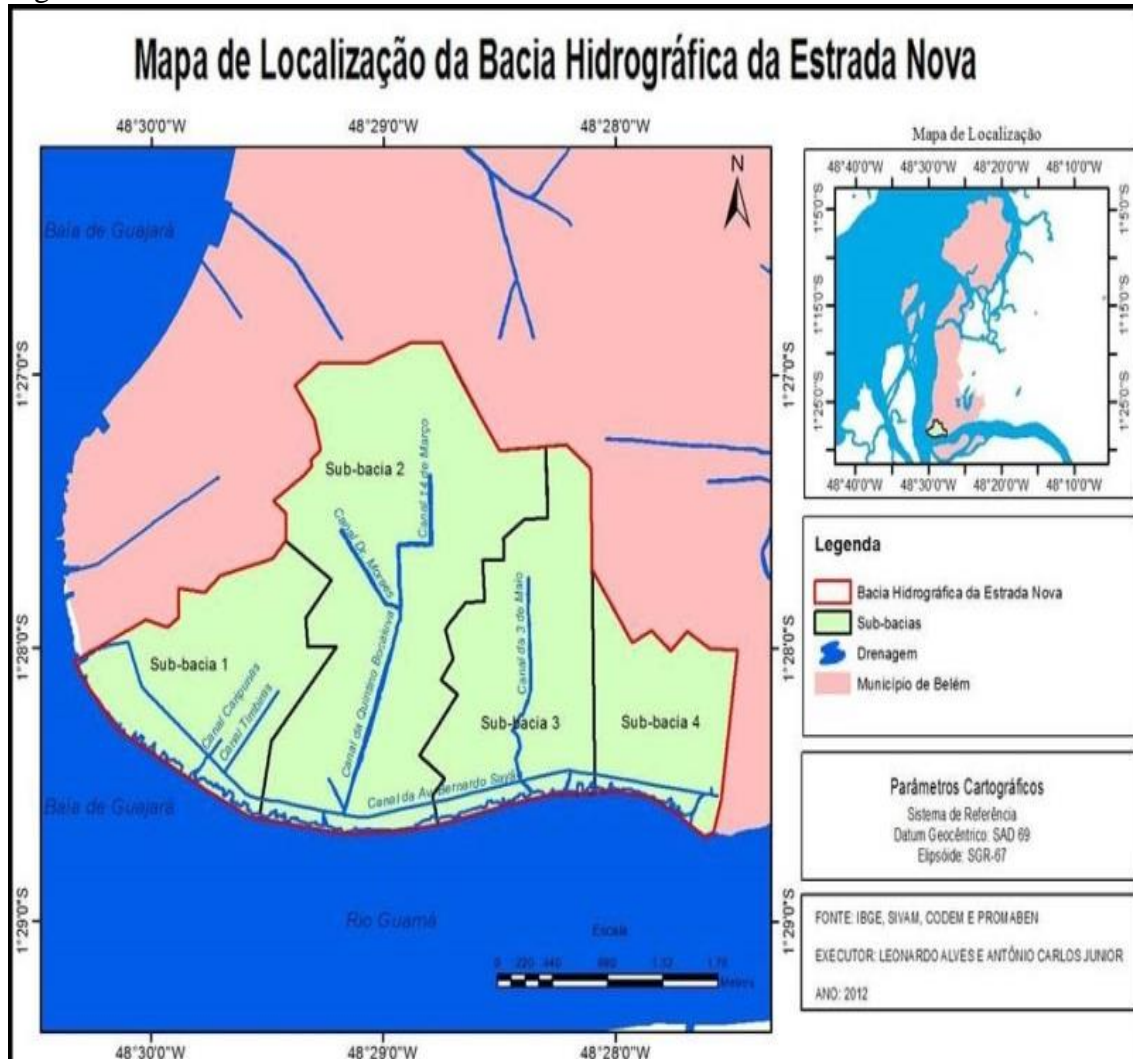 Mapa de Localização da Bacia Hidrográfica da Estrada Nova
48°30'0"W 48°29'0"W 48°28'0"W
Baía de Guajará
N
1°27'0"S 1°27'0"S
Sub-bacia 2
Canal 14 de Março
Canal Dr. Moraes
Canal da 3 de Maio
1°28'0"S 1°28'0"S
Sub-bacia 1
Canal Caripunás
Canal Timbiras
Canal da Quintino Bocaiúva
Sub-bacia 3
Sub-bacia 4
Canal da Av. Bernardo Sayã
Baía de Guajará
Rio Guamá
1°29'0"S 1°29'0"S
Escala
0 220 440 880
Metros
48°30'0"W 48°29'0"W 48°28'0"W
Mapa de Localização
48°40'0"W 48°30'0"W 48°20'0"W 48°10'0"W
1°5'0"S 1°5'0"S
1°15'0"S 1°15'0"S
1°25'0"S 1°25'0"S
48°40'0"W 48°30'0"W 48°20'0"W 48°10'0"W
Legenda
Bacia Hidrográfica da Estrada Nova
Sub-bacias
Drenagem
Município de Belém
Parâmetros Cartográficos
Sistema de Referência
Datum Geocêntrico: SAD 69
Elipsóide: SGR-67
FONTE: IBGE, SIVAM, CODEM E PROMABEN
EXECUTOR: LEONARDO ALVES E ANTÔNIO CARLOS JUNIOR
ANO: 2012